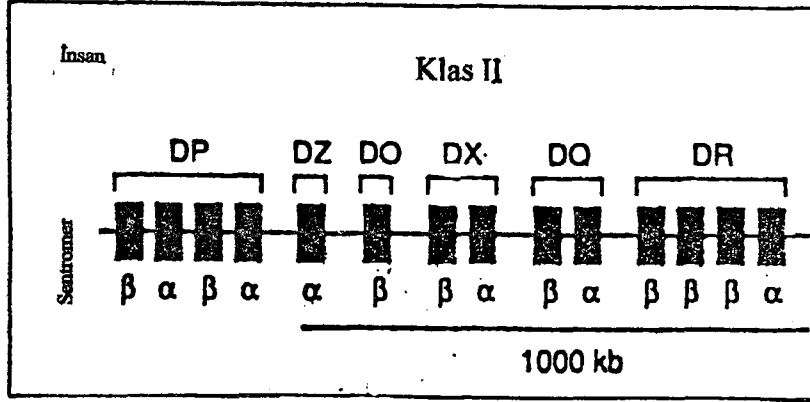 İnsan
Klas II
DP DZ DO DX DQ DR
Sentromer
β α β α α β β α β α β β β α
1000 kb